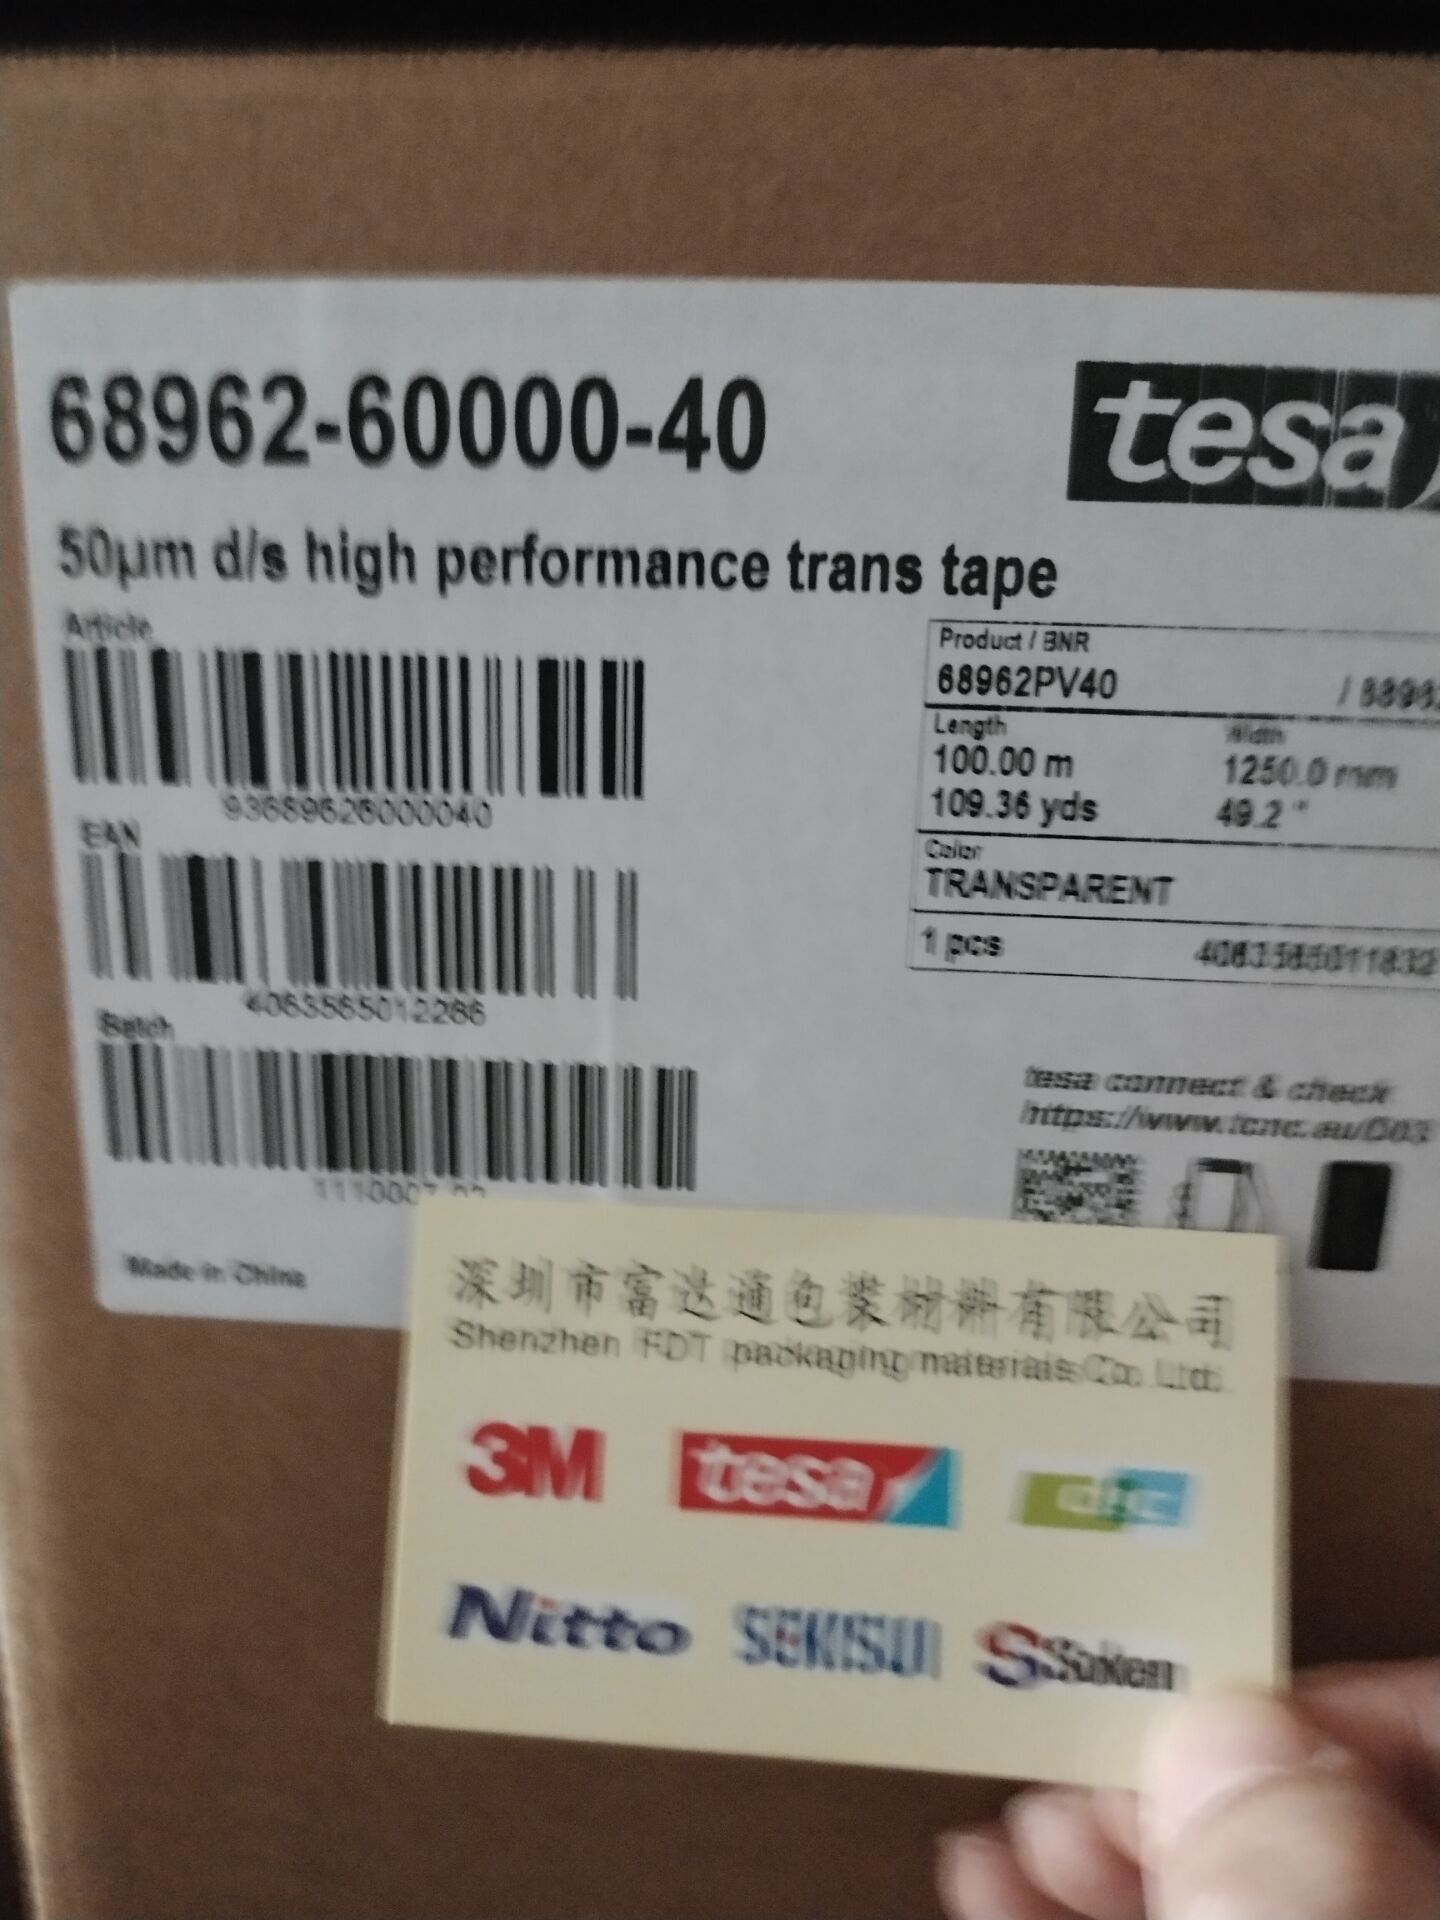 68962-60000-40
tesa
50µm d/s high performance trans tape
Article
93689626000040
EAN
4063565012266
Batch
Made in China
Product / BNR
68962PV40
Length
Width
100.00 m
1250.0 mm
109.36 yds
49.2 "
Color
TRANSPARENT
1 pcs
tesa connect & check
深圳市富达通包装材料有限公司
Shenzhen FDT packaging materials Co. Ltd.
3M
tesa
Nitto
SEKISUI
Soken